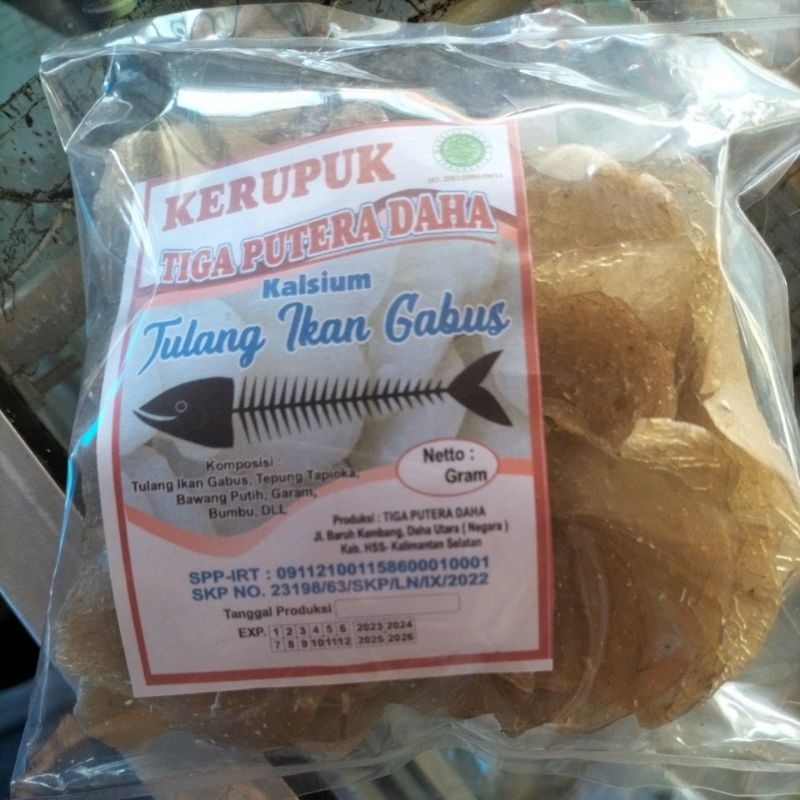 KERUPUK
TIGA PUTERA DAHA
Kalsium
Tulang Ikan Gabus
Komposisi :
Tulang Ikan Gabus, Tepung Tapioka,
Bawang Putih, Garam,
Bumbu, DLL
Netto :
Gram
Produksi : TIGA PUTERA DAHA
Jl. Baruh Kembang, Daha Utara ( Negara )
Kab. HSS- Kalimantan Selatan
SPP-IRT : 091121001158600010001
SKP NO. 23198/63/SKP/LN/IX/2022
Tanggal Produksi
EXP. 1 2 3 4 5 6 2023 2024
7 8 9 10 11 12 2025 2026